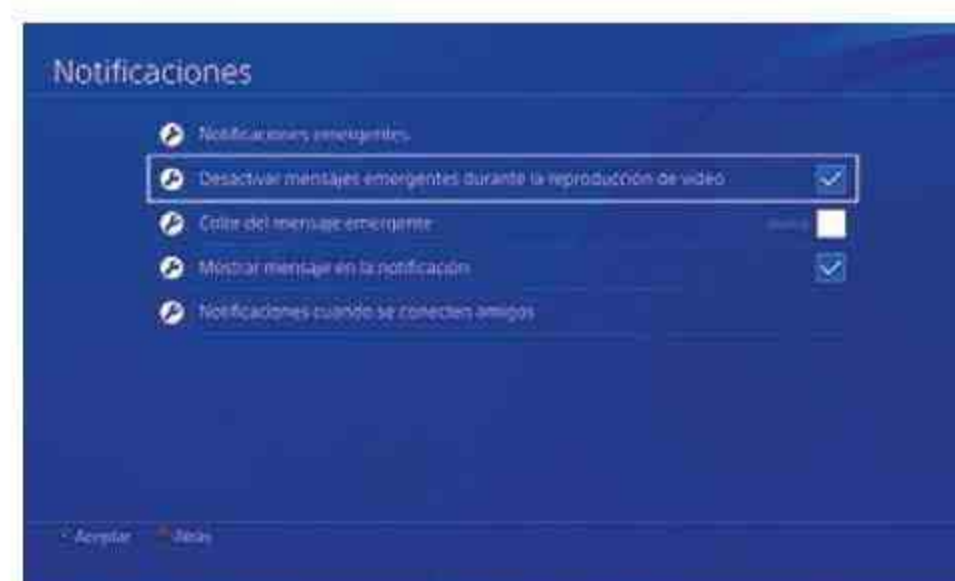 Notificaciones
Notificaciones emergentes
Desactivar mensajes emergentes durante la reproducción de vídeo
Color del mensaje emergente
Mostrar mensaje en la notificación
Notificaciones cuando se conecten amigos
Aceptar Atrás